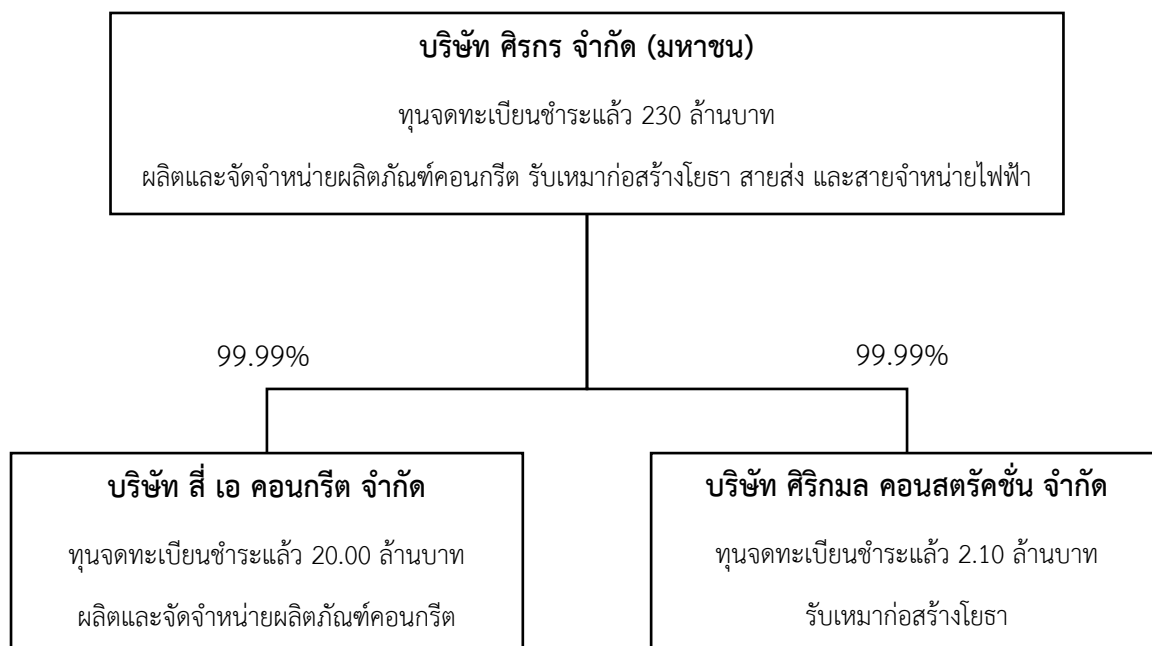 บริษัท ศิรกร จำกัด (มหาชน)
ทุนจดทะเบียนชำระแล้ว 230 ล้านบาท
ผลิตและจัดจำหน่ายผลิตภัณฑ์คอนกรีต รับเหมาก่อสร้างโยธา สายส่ง และสายจำหน่ายไฟฟ้า
99.99%
99.99%
บริษัท สี่ เอ คอนกรีต จำกัด
ทุนจดทะเบียนชำระแล้ว 20.00 ล้านบาท
ผลิตและจัดจำหน่ายผลิตภัณฑ์คอนกรีต
บริษัท ศิริกมล คอนสตรัคชั่น จำกัด
ทุนจดทะเบียนชำระแล้ว 2.10 ล้านบาท
รับเหมาก่อสร้างโยธา